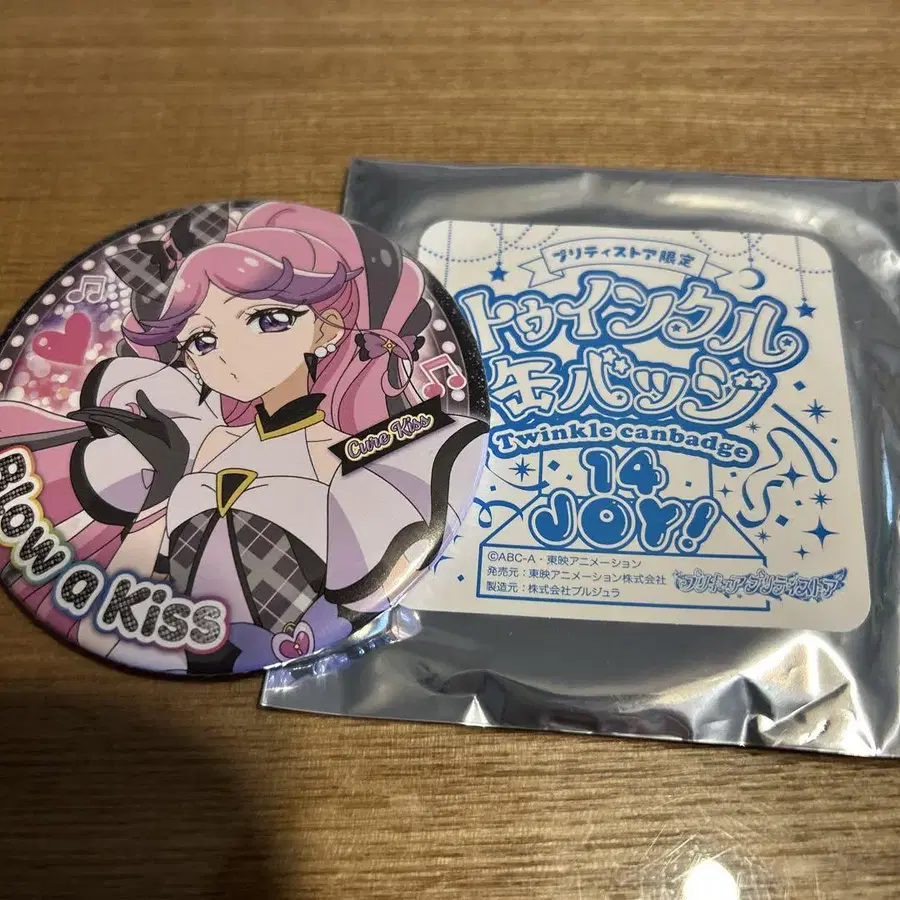 Cure Kiss
Blow a Kiss
プリティストア限定
トゥインクル
缶バッジ
Twinkle canbadge
14
JOY!
©ABC-A・東映アニメーション
発売元：東映アニメーション株式会社
製造元：株式会社プルジュラ
プリキュアプリティストア